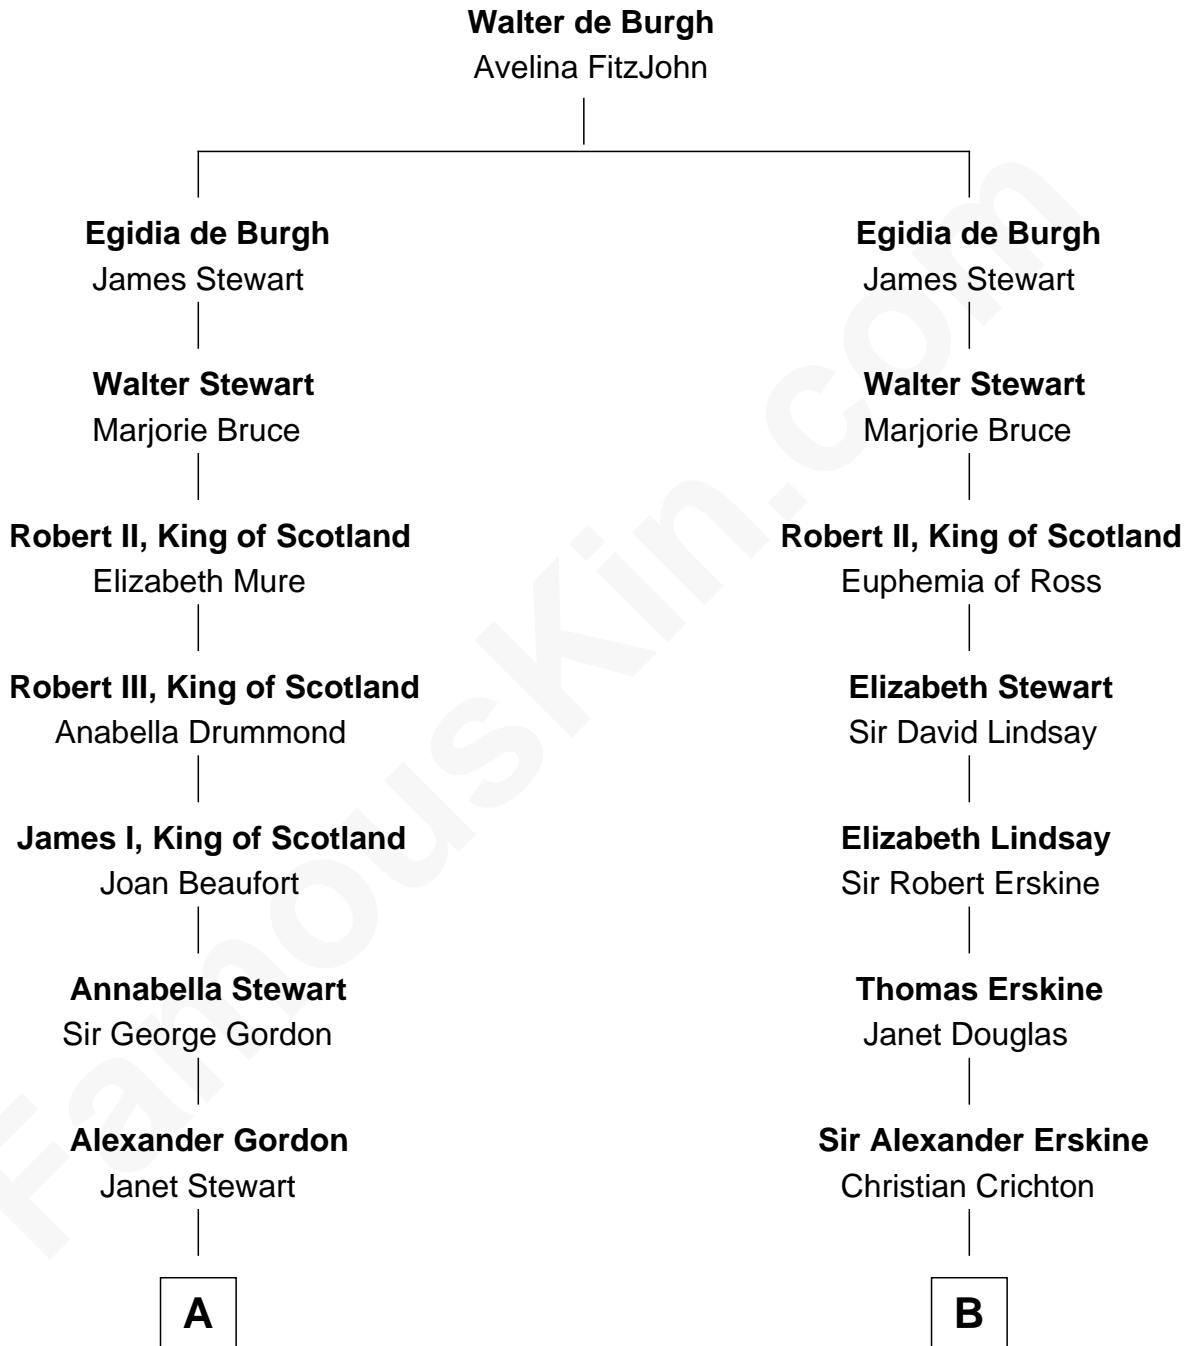 Walter de Burgh
Avelina FitzJohn
Egidia de Burgh
James Stewart
Egidia de Burgh
James Stewart
Walter Stewart
Marjorie Bruce
Walter Stewart
Marjorie Bruce
Robert II, King of Scotland
Elizabeth Mure
Robert II, King of Scotland
Euphemia of Ross
Robert III, King of Scotland
Anabella Drummond
Elizabeth Stewart
Sir David Lindsay
James I, King of Scotland
Joan Beaufort
Elizabeth Lindsay
Sir Robert Erskine
Annabella Stewart
Sir George Gordon
Thomas Erskine
Janet Douglas
Alexander Gordon
Janet Stewart
Sir Alexander Erskine
Christian Crichton
A
B
FamousKin.com